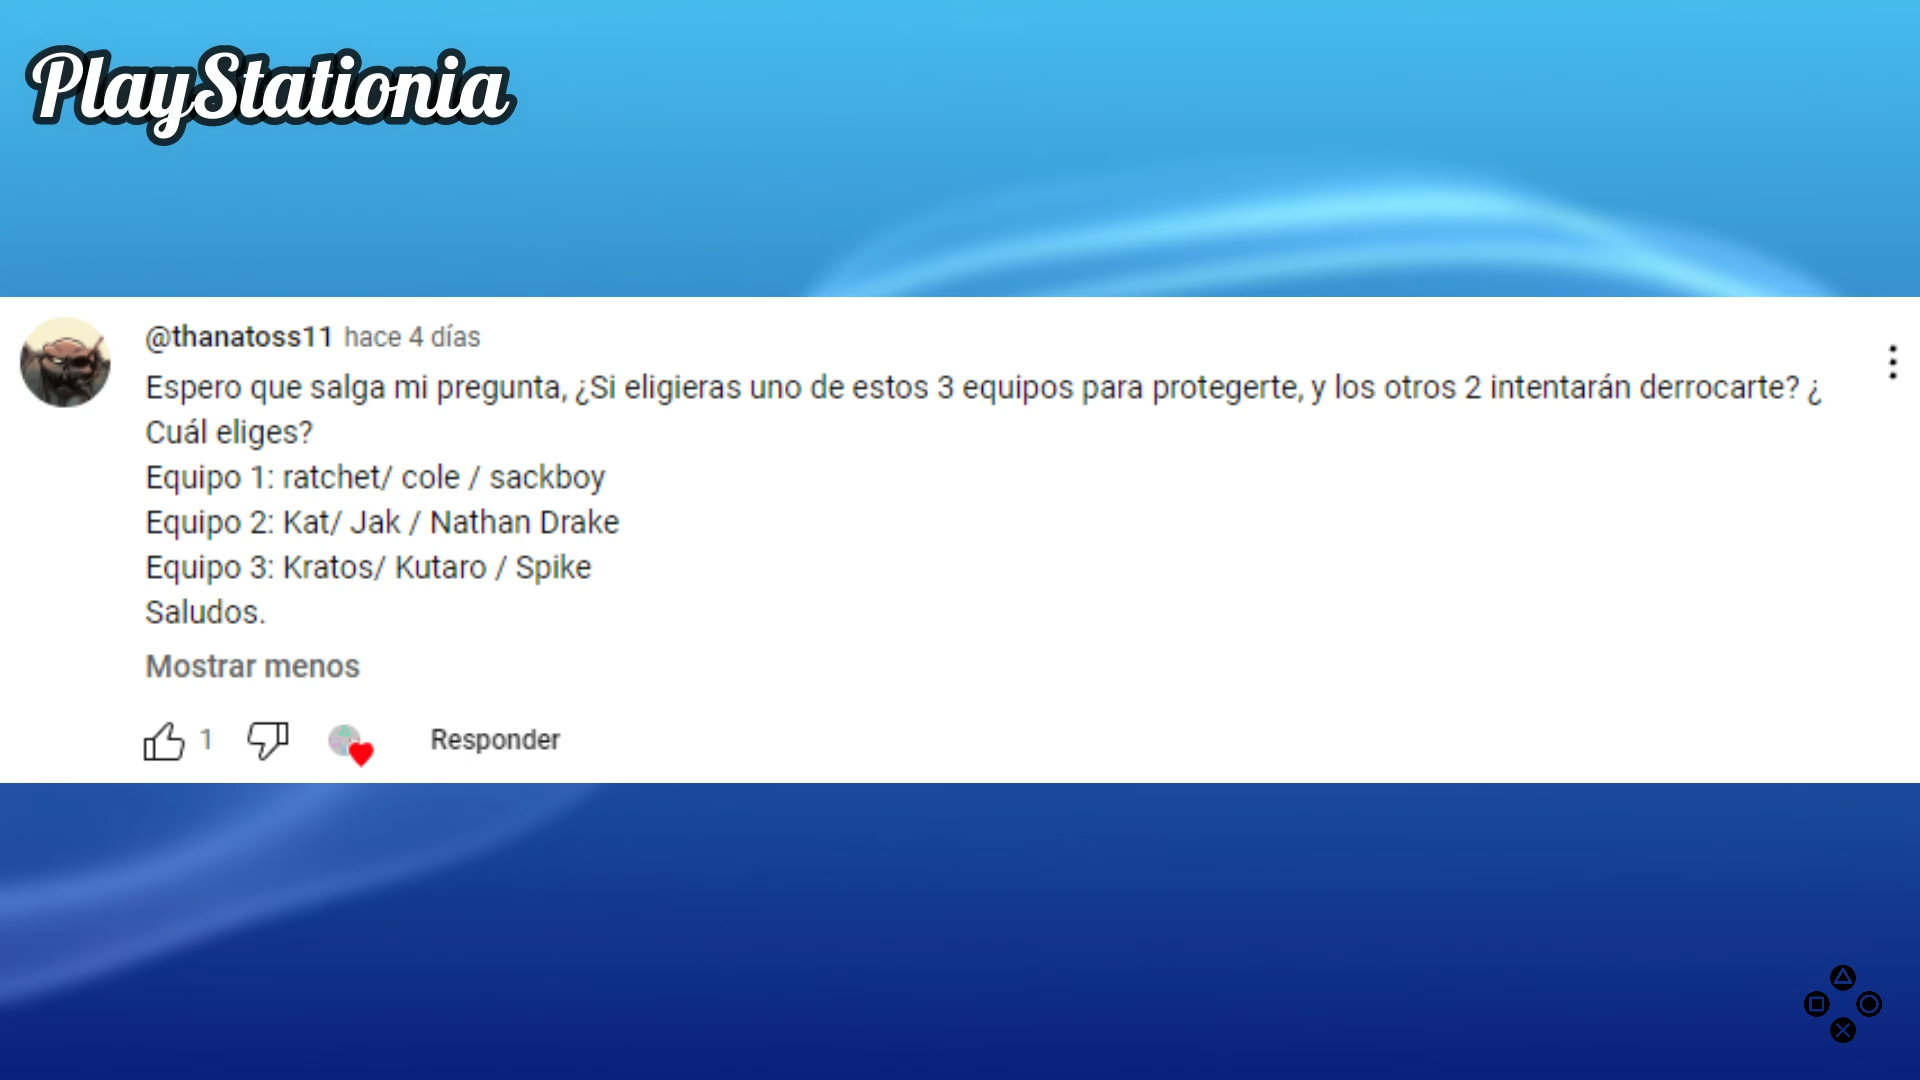 PlayStationia
@thanatoss11 hace 4 días
Espero que salga mi pregunta, ¿Si eligieras uno de estos 3 equipos para protegerte, y los otros 2 intentarán derrocarte? ¿
Cuál eliges?
Equipo 1: ratchet/ cole / sackboy
Equipo 2: Kat/ Jak / Nathan Drake
Equipo 3: Kratos/ Kutaro / Spike
Saludos.
Mostrar menos
1 Responder